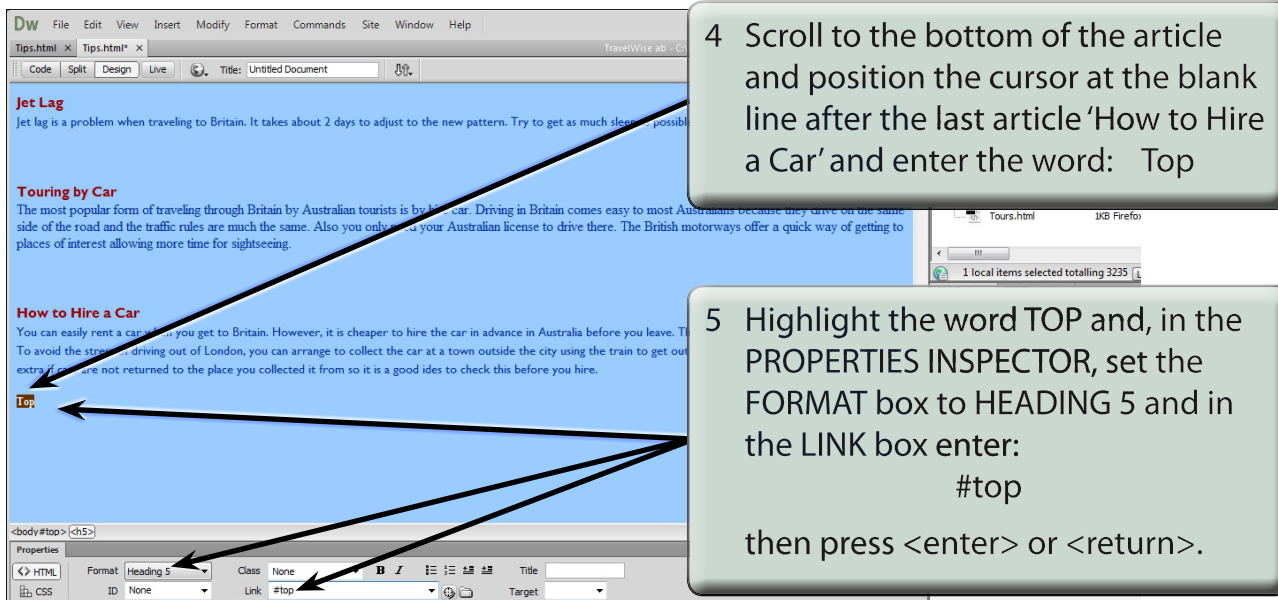 Dw File Edit View Insert Modify Format Commands Site Window Help
Tips.html × Tips.html* × TravelWise ab - C:\
Code Split Design Live Title: Untitled Document
Jet Lag
Jet lag is a problem when traveling to Britain. It takes about 2 days to adjust to the new pattern. Try to get as much sleep possibl
Touring by Car
The most popular form of traveling through Britain by Australian tourists is by hire car. Driving in Britain comes easy to most Australians because they drive on the same
side of the road and the traffic rules are much the same. Also you only need your Australian license to drive there. The British motorways offer a quick way of getting to
places of interest allowing more time for sightseeing.
How to Hire a Car
You can easily rent a car when you get to Britain. However, it is cheaper to hire the car in advance in Australia before you leave. Th
To avoid the stress of driving out of London, you can arrange to collect the car at a town outside the city using the train to get out
extra if cars are not returned to the place you collected it from so it is a good ides to check this before you hire.
Top
<body#top> <h5>
Properties
<> HTML Format Heading 5 Class None B I Title
CSS ID None Link #top Target
Tours.html 1KB Firefo
1 local items selected totalling 3235
4 Scroll to the bottom of the article
and position the cursor at the blank
line after the last article ‘How to Hire
a Car’ and enter the word: Top
5 Highlight the word TOP and, in the
PROPERTIES INSPECTOR, set the
FORMAT box to HEADING 5 and in
the LINK box enter:
#top
then press <enter> or <return>.